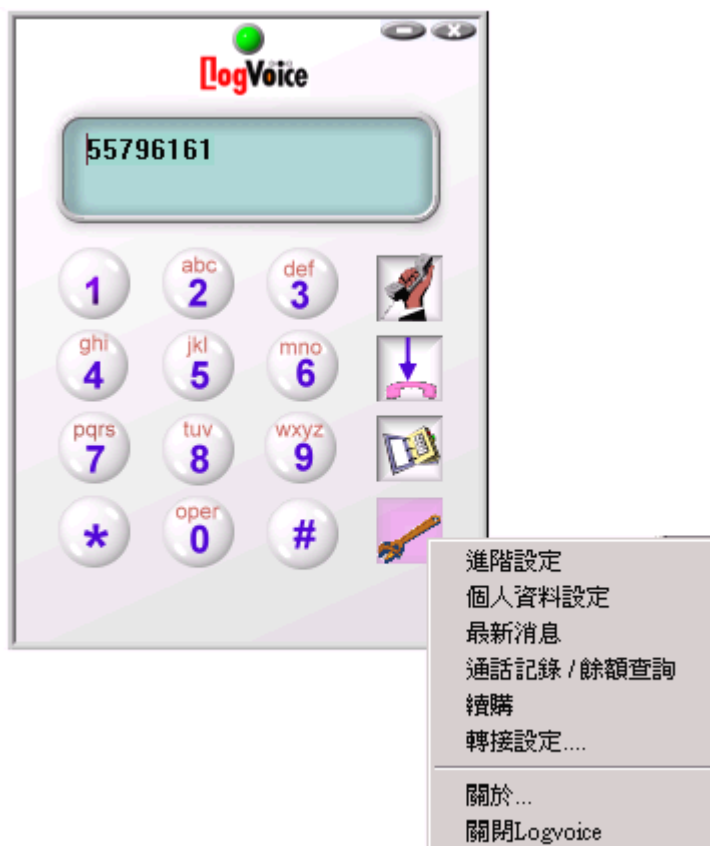 LogVoice
55796161
1
abc
2
def
3
ghi
4
jkl
5
mno
6
pqrs
7
tuv
8
wxyz
9
*
oper
0
#
進階設定
個人資料設定
最新消息
通話記錄 / 餘額查詢
續購
轉接設定....
關於...
關閉Logvoice